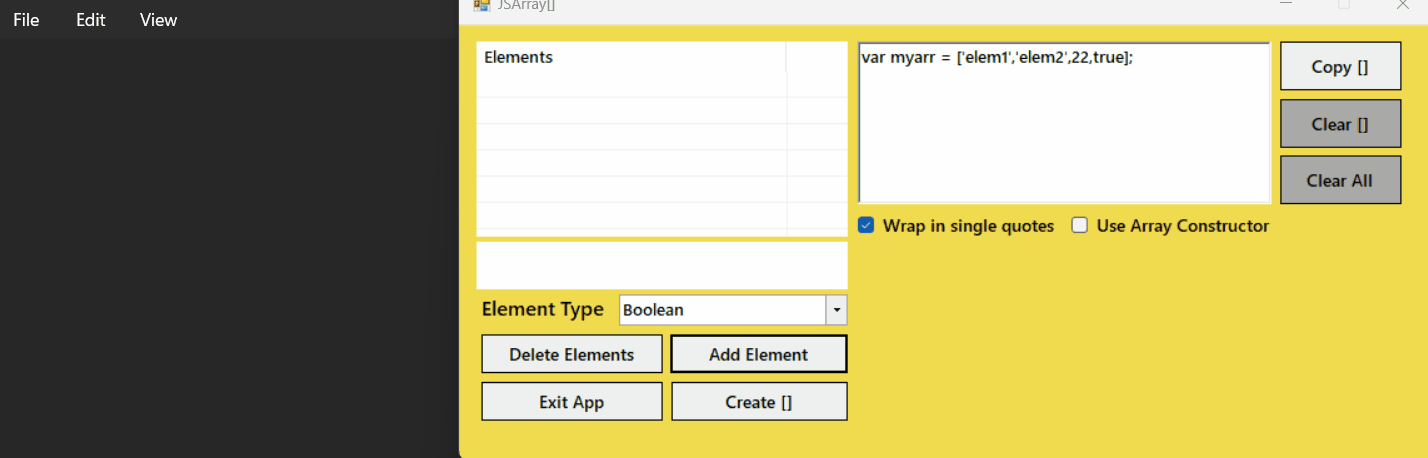 File Edit View
JSArray[]
Elements
var myarr = ['elem1','elem2',22,true];
Copy []
Clear []
Clear All
Wrap in single quotes Use Array Constructor
Element Type Boolean
Delete Elements Add Element
Exit App Create []